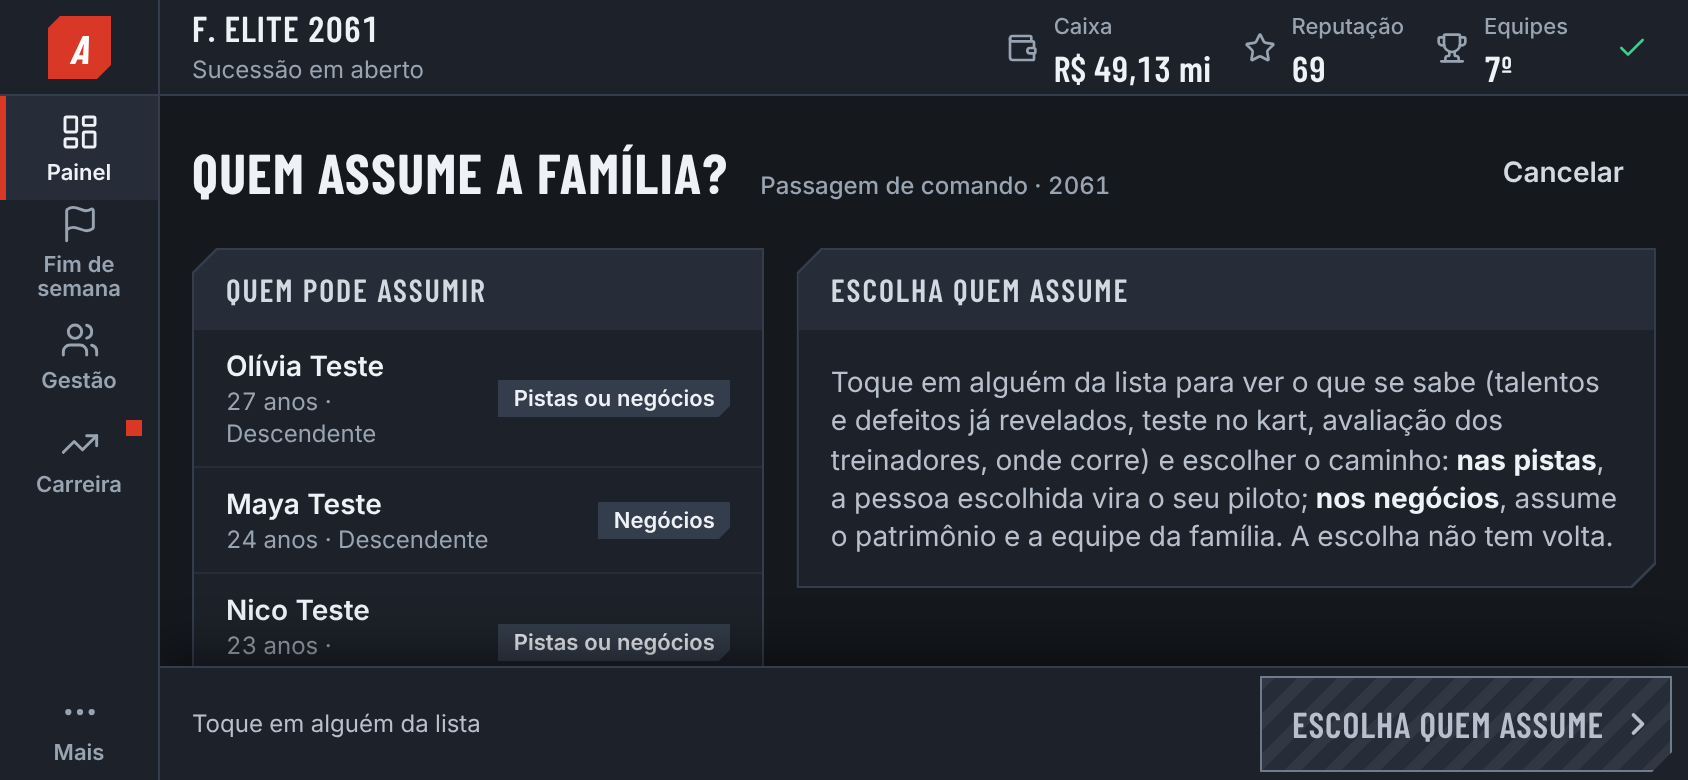 A
F. ELITE 2061
Sucessão em aberto
Caixa
R$ 49,13 mi
Reputação
69
Equipes
7º
Painel
Fim de
semana
Gestão
Carreira
Mais
QUEM ASSUME A FAMÍLIA?
Passagem de comando · 2061
Cancelar
QUEM PODE ASSUMIR
Olívia Teste
27 anos ·
Descendente
Pistas ou negócios
Maya Teste
24 anos · Descendente
Negócios
Nico Teste
23 anos ·
Pistas ou negócios
ESCOLHA QUEM ASSUME
Toque em alguém da lista para ver o que se sabe (talentos
e defeitos já revelados, teste no kart, avaliação dos
treinadores, onde corre) e escolher o caminho: nas pistas,
a pessoa escolhida vira o seu piloto; nos negócios, assume
o patrimônio e a equipe da família. A escolha não tem volta.
Toque em alguém da lista
ESCOLHA QUEM ASSUME